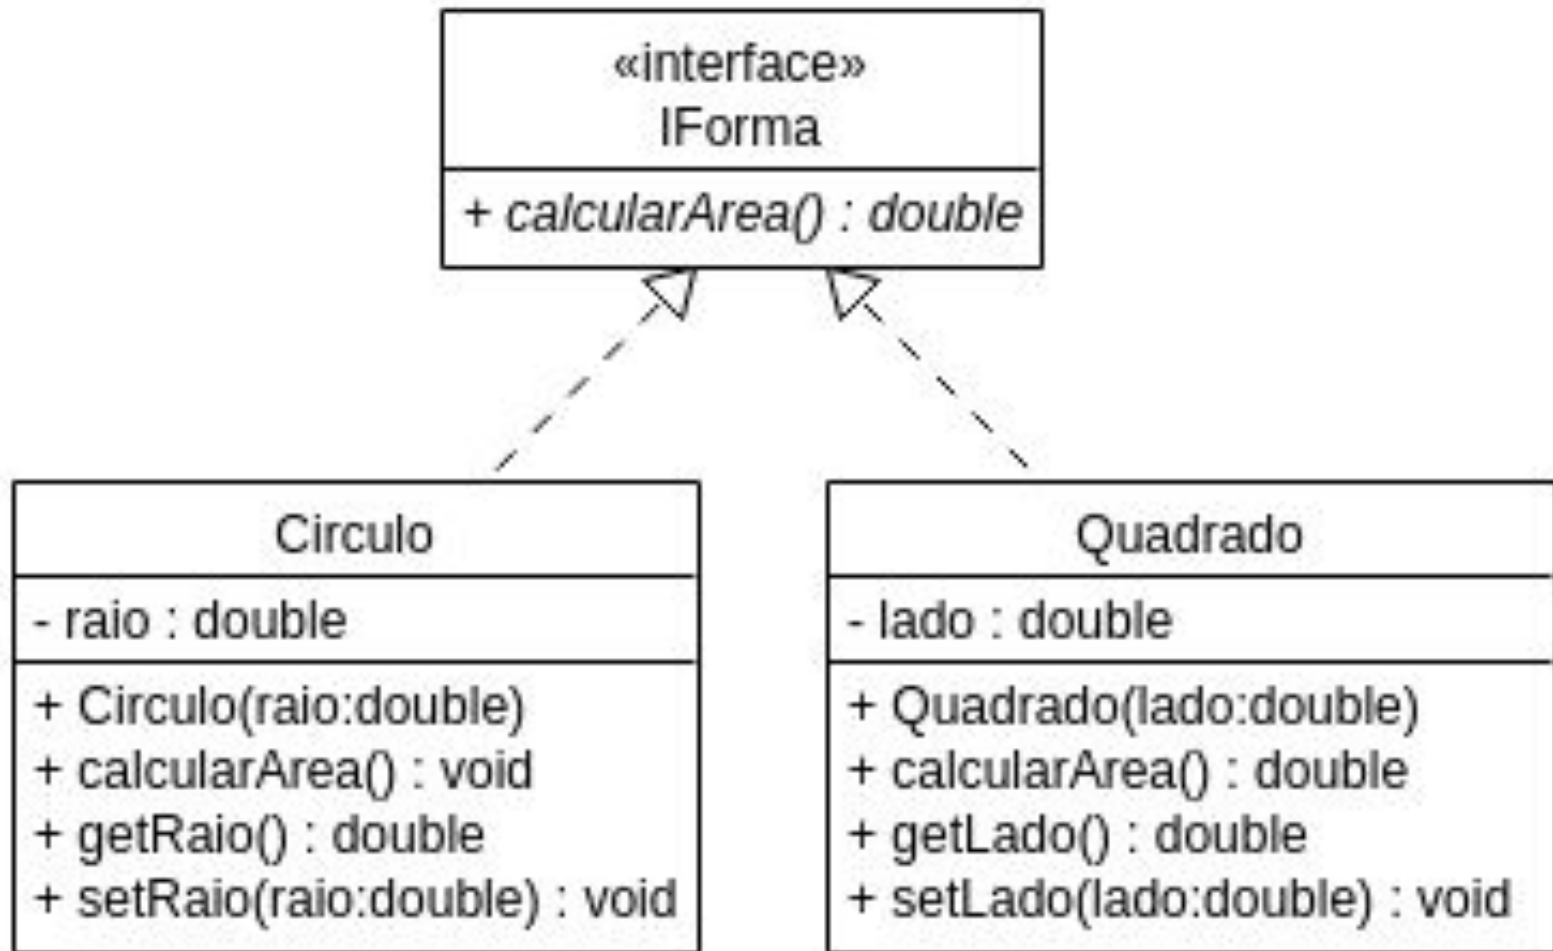 «interface»
IForma
+ calcularArea() : double
Circulo
- raio : double
+ Circulo(raio:double)
+ calcularArea() : void
+ getRaio() : double
+ setRaio(raio:double) : void
Quadrado
- lado : double
+ Quadrado(lado:double)
+ calcularArea() : double
+ getLado() : double
+ setLado(lado:double) : void